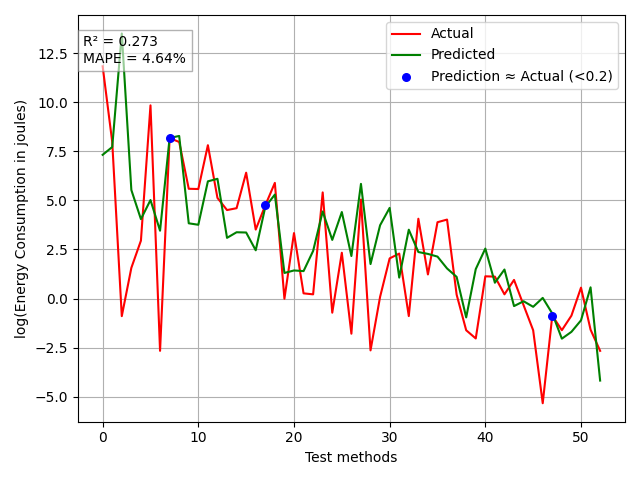 R² = 0.273
MAPE = 4.64%
Actual
Predicted
Prediction ≈ Actual (<0.2)
log(Energy Consumption in joules)
12.5
10.0
7.5
5.0
2.5
0.0
−2.5
−5.0
0 10 20 30 40 50
Test methods